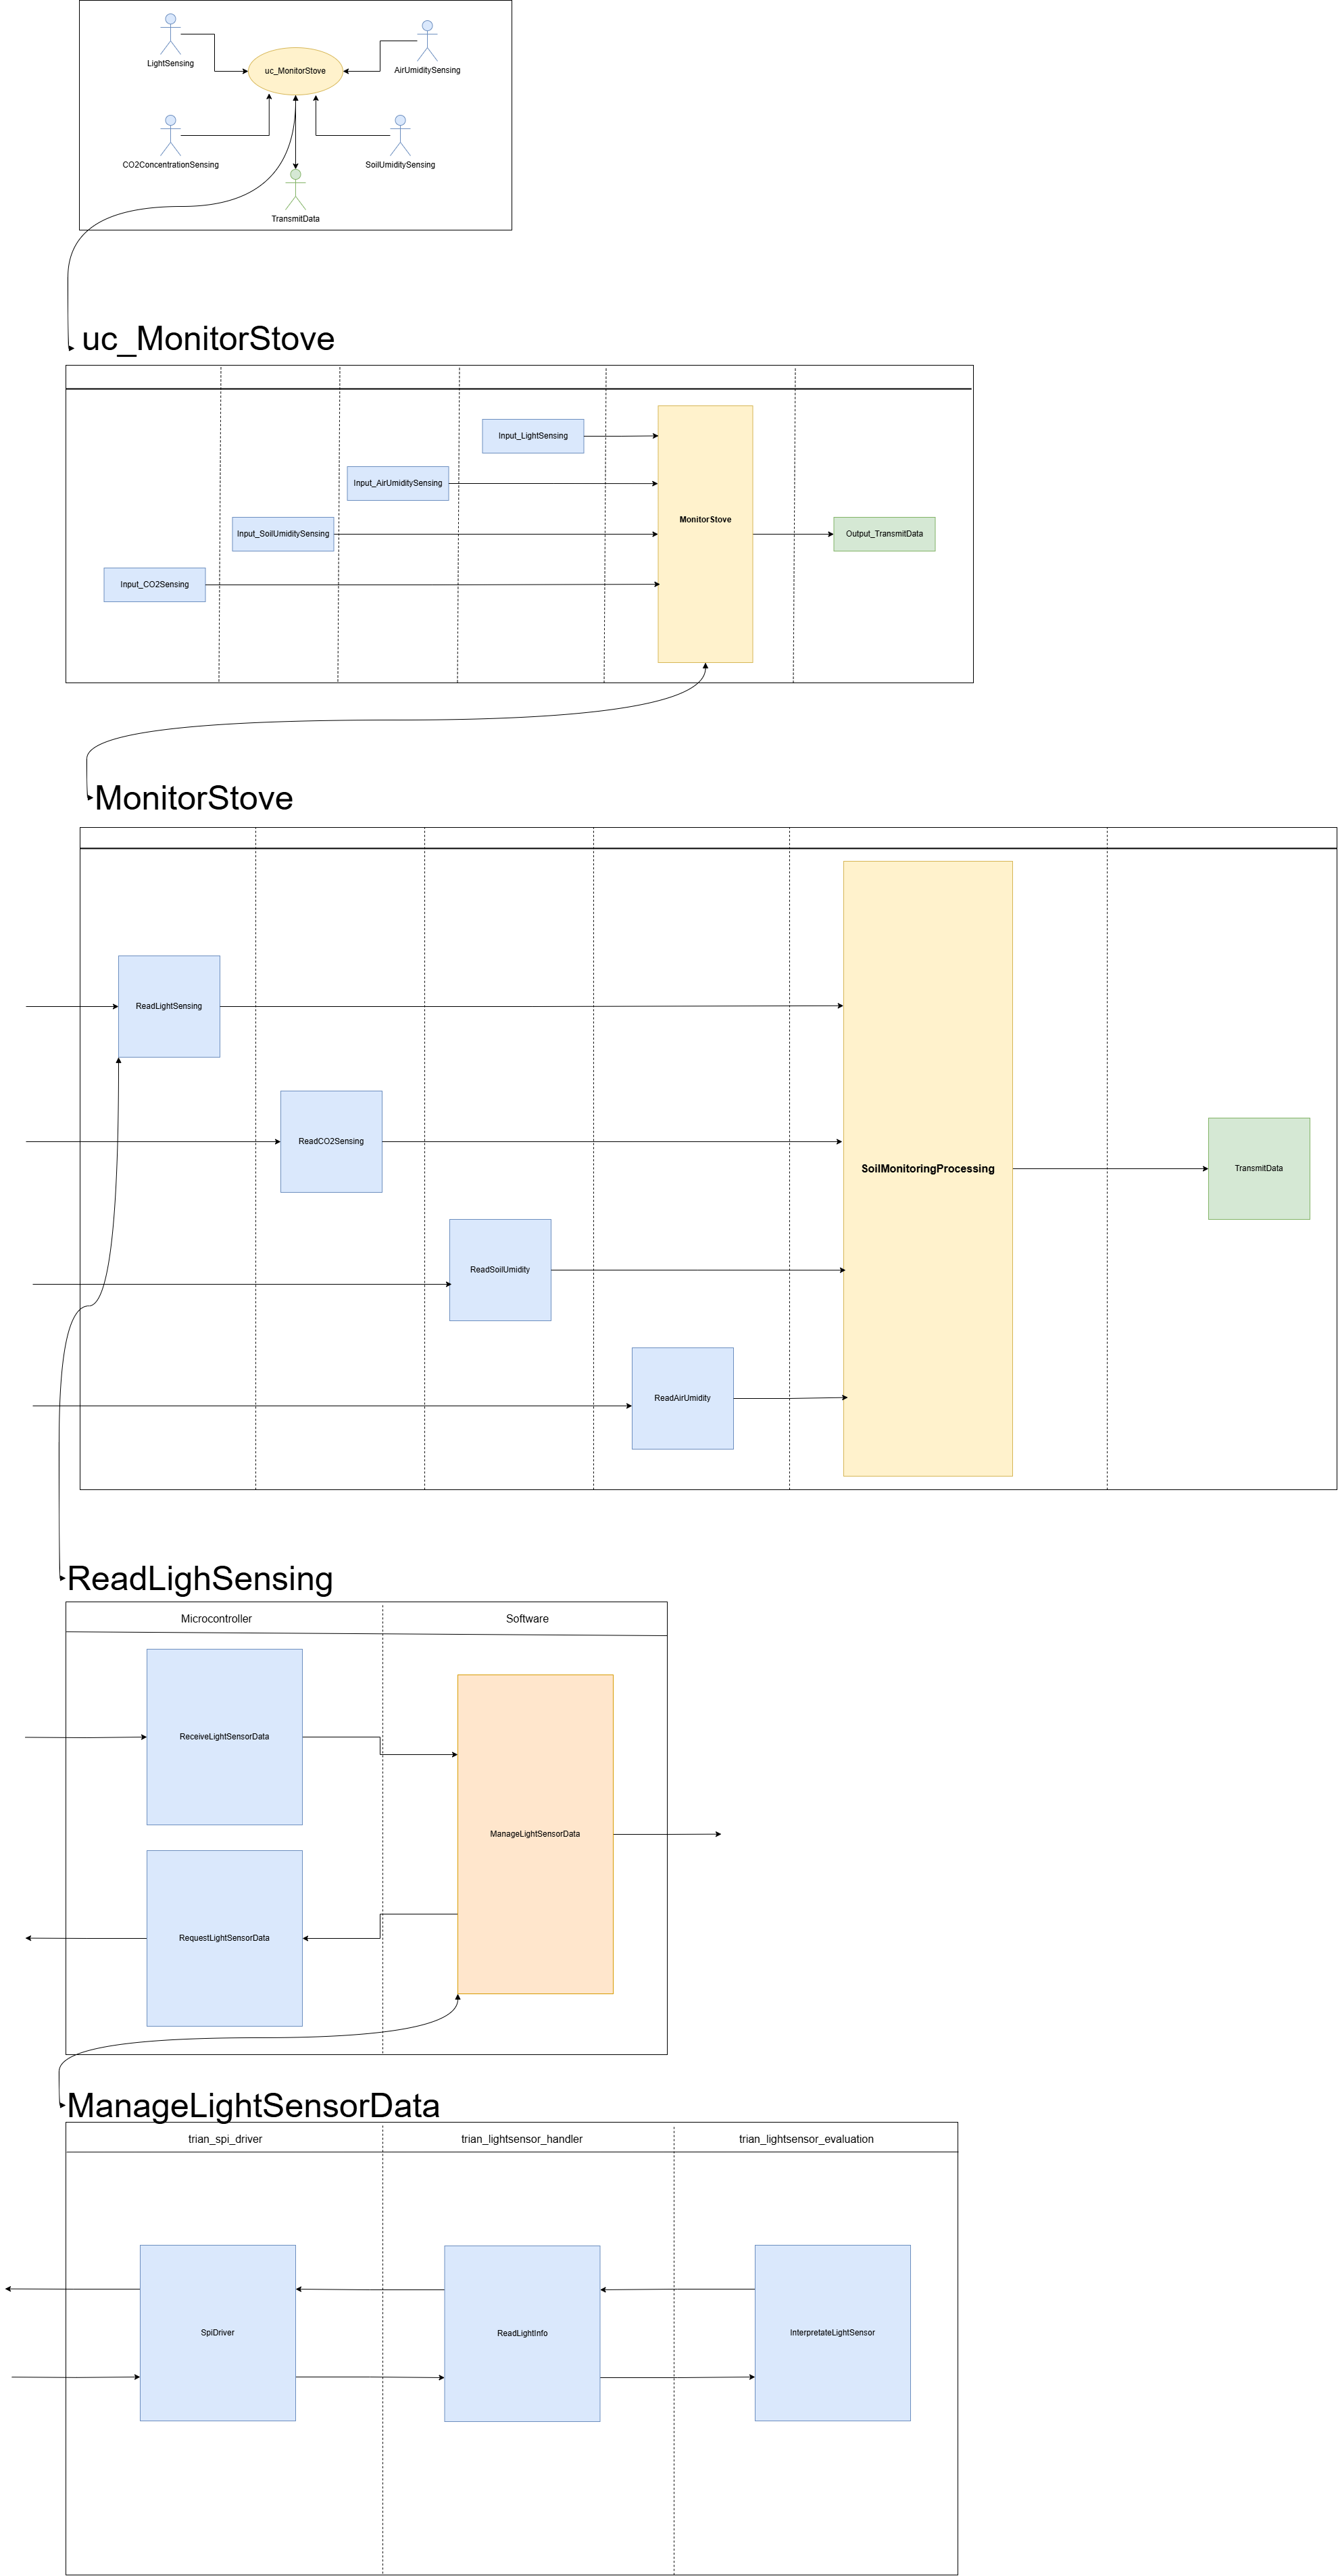 LightSensing
AirUmiditySensing
uc_MonitorStove
CO2ConcentrationSensing
SoilUmiditySensing
TransmitData
uc_MonitorStove
Input_LightSensing
Input_AirUmiditySensing
MonitorStove
Input_SoilUmiditySensing
Output_TransmitData
Input_CO2Sensing
MonitorStove
ReadLightSensing
ReadCO2Sensing
SoilMonitoringProcessing
TransmitData
ReadSoilUmidity
ReadAirUmidity
ReadLighSensing
Microcontroller
Software
ReceiveLightSensorData
ManageLightSensorData
RequestLightSensorData
ManageLightSensorData
trian_spi_driver
trian_lightsensor_handler
trian_lightsensor_evaluation
SpiDriver
ReadLightInfo
InterpretateLightSensor